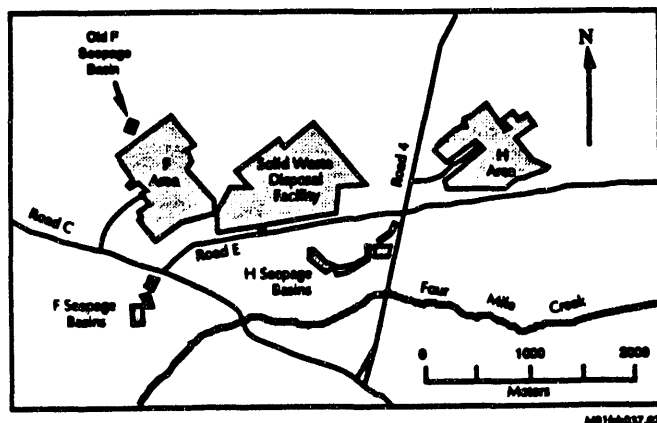 Old F
Seepage
Basin
N
F
Area
Solid Waste
Disposal
Facility
Road 4
H
Area
Road C
Road E
H Seepage
Basins
F Seepage
Basins
Four Mile Creek
0 1000 2000
Meters